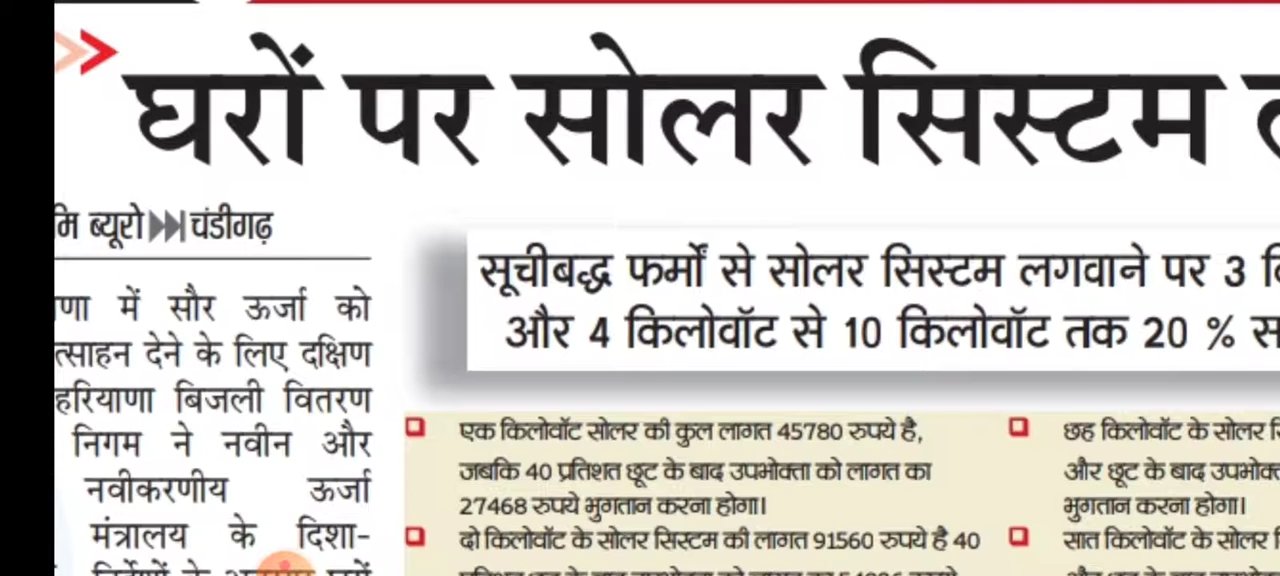 घरों पर सोलर सिस्टम
ब्यूरो चंडीगढ़
में सौर ऊर्जा को
देने के लिए दक्षिण
हरियाणा बिजली वितरण
निगम ने नवीन और
नवीकरणीय ऊर्जा
मंत्रालय के दिशा-
सूचीबद्ध फर्मों से सोलर सिस्टम लगवाने पर 3
और 4 किलोवॉट से 10 किलोवॉट तक 20 %
एक किलोवॉट सोलर की कुल लागत 45780 रुपये है,
जबकि 40 प्रतिशत छूट के बाद उपभोक्ता को लागत का
27468 रुपये भुगतान करना होगा।
दो किलोवॉट के सोलर सिस्टम की लागत 91560 रुपये है 40
छह किलोवॉट के सोलर
और छूट के बाद
भुगतान करना होगा।
सात किलोवॉट के सोलर